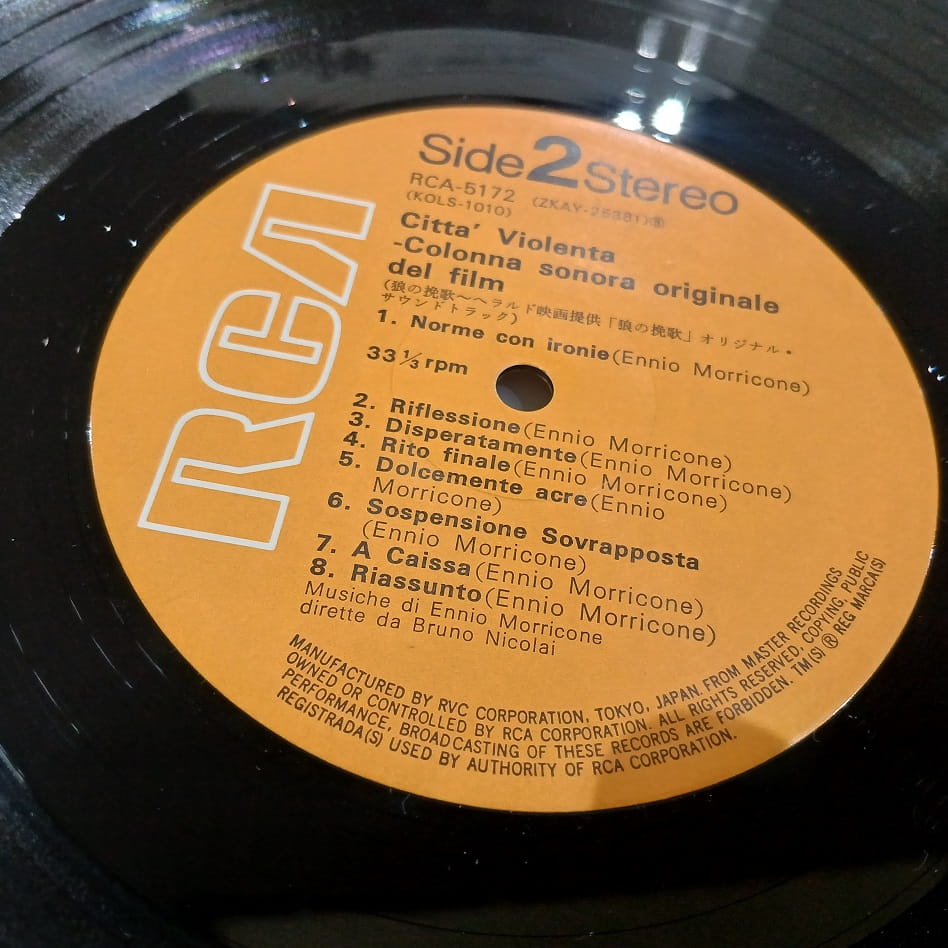 RCA
Side 2 Stereo
RCA-5172
(KOLS-1010) (ZKAY-25381)Ⓡ
Citta' Violenta
-Colonna sonora originale
del film
(狼の挽歌〜ヘラルド映画提供「狼の挽歌」オリジナル・
サウンドトラック)
1. Norme con ironie(Ennio Morricone)
33 1/3 rpm
2. Riflessione(Ennio Morricone)
3. Disperatamente(Ennio Morricone)
4. Rito finale(Ennio Morricone)
5. Dolcemente acre(Ennio
Morricone)
6. Sospensione Sovrapposta
(Ennio Morricone)
7. A Caissa(Ennio Morricone)
8. Riassunto(Ennio Morricone)
Musiche di Ennio Morricone
dirette da Bruno Nicolai
MANUFACTURED BY RVC CORPORATION, TOKYO, JAPAN. FROM MASTER RECORDINGS
OWNED OR CONTROLLED BY RCA CORPORATION. ALL RIGHTS RESERVED, COPYING, PUBLIC
PERFORMANCE, BROADCASTING OF THESE RECORDS ARE FORBIDDEN. TM(S) ® REG MARCA(S)
REGISTRADA(S) USED BY AUTHORITY OF RCA CORPORATION.